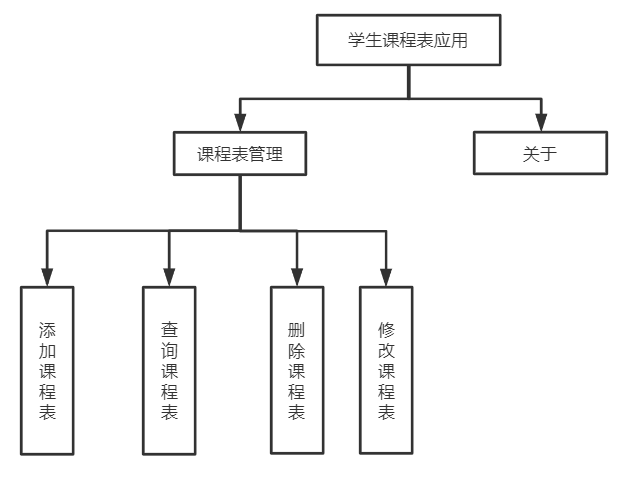 学生课程表应用
课程表管理
关于
添加课程表
查询课程表
删除课程表
修改课程表